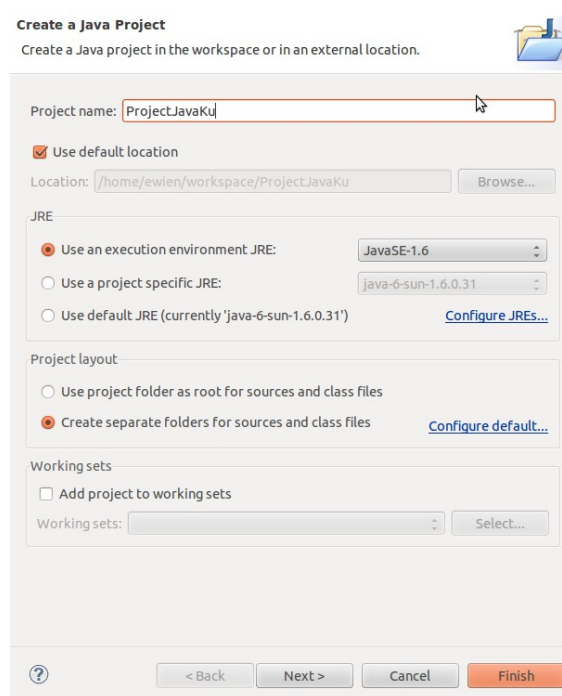 Create a Java Project
Create a Java project in the workspace or in an external location.
Project name: ProjectJavaKu
Use default location
Location: /home/ewien/workspace/ProjectJavaKu Browse...
JRE
Use an execution environment JRE: JavaSE-1.6
Use a project specific JRE: java-6-sun-1.6.0.31
Use default JRE (currently 'java-6-sun-1.6.0.31') Configure JREs...
Project layout
Use project folder as root for sources and class files
Create separate folders for sources and class files Configure default...
Working sets
Add project to working sets
Working sets: Select...
? < Back Next > Cancel Finish